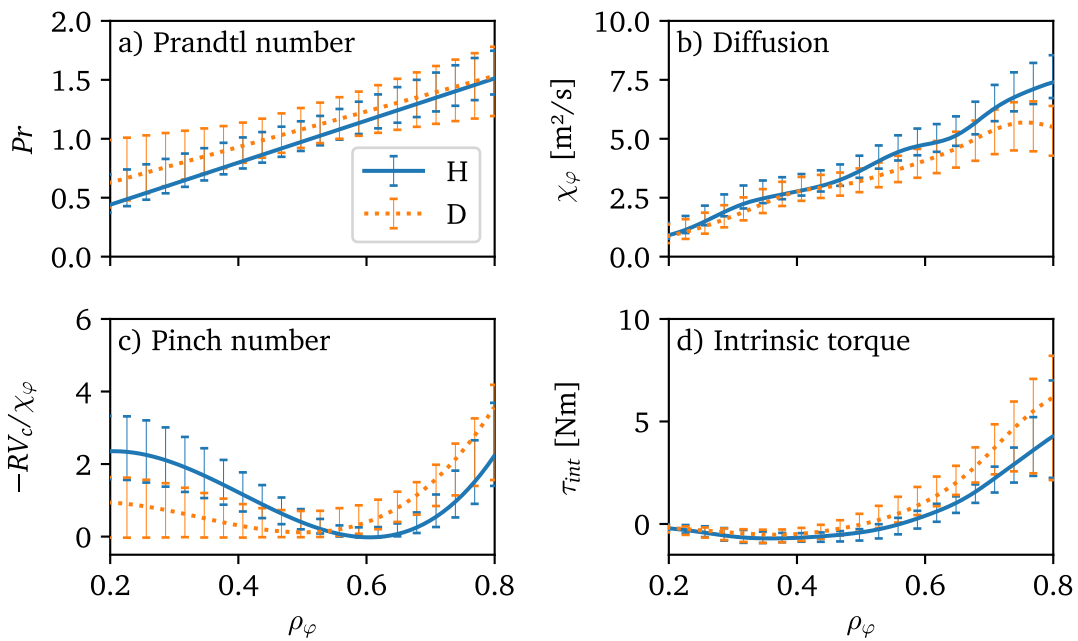 a) Prandtl number
2.0
1.5
1.0
0.5
0.0
Pr
H
D
b) Diffusion
10.0
7.5
5.0
2.5
0.0
χφ [m²/s]
c) Pinch number
6
4
2
0
−RVc/χφ
0.2 0.4 0.6 0.8
ρφ
d) Intrinsic torque
10
5
0
τint [Nm]
0.2 0.4 0.6 0.8
ρφ